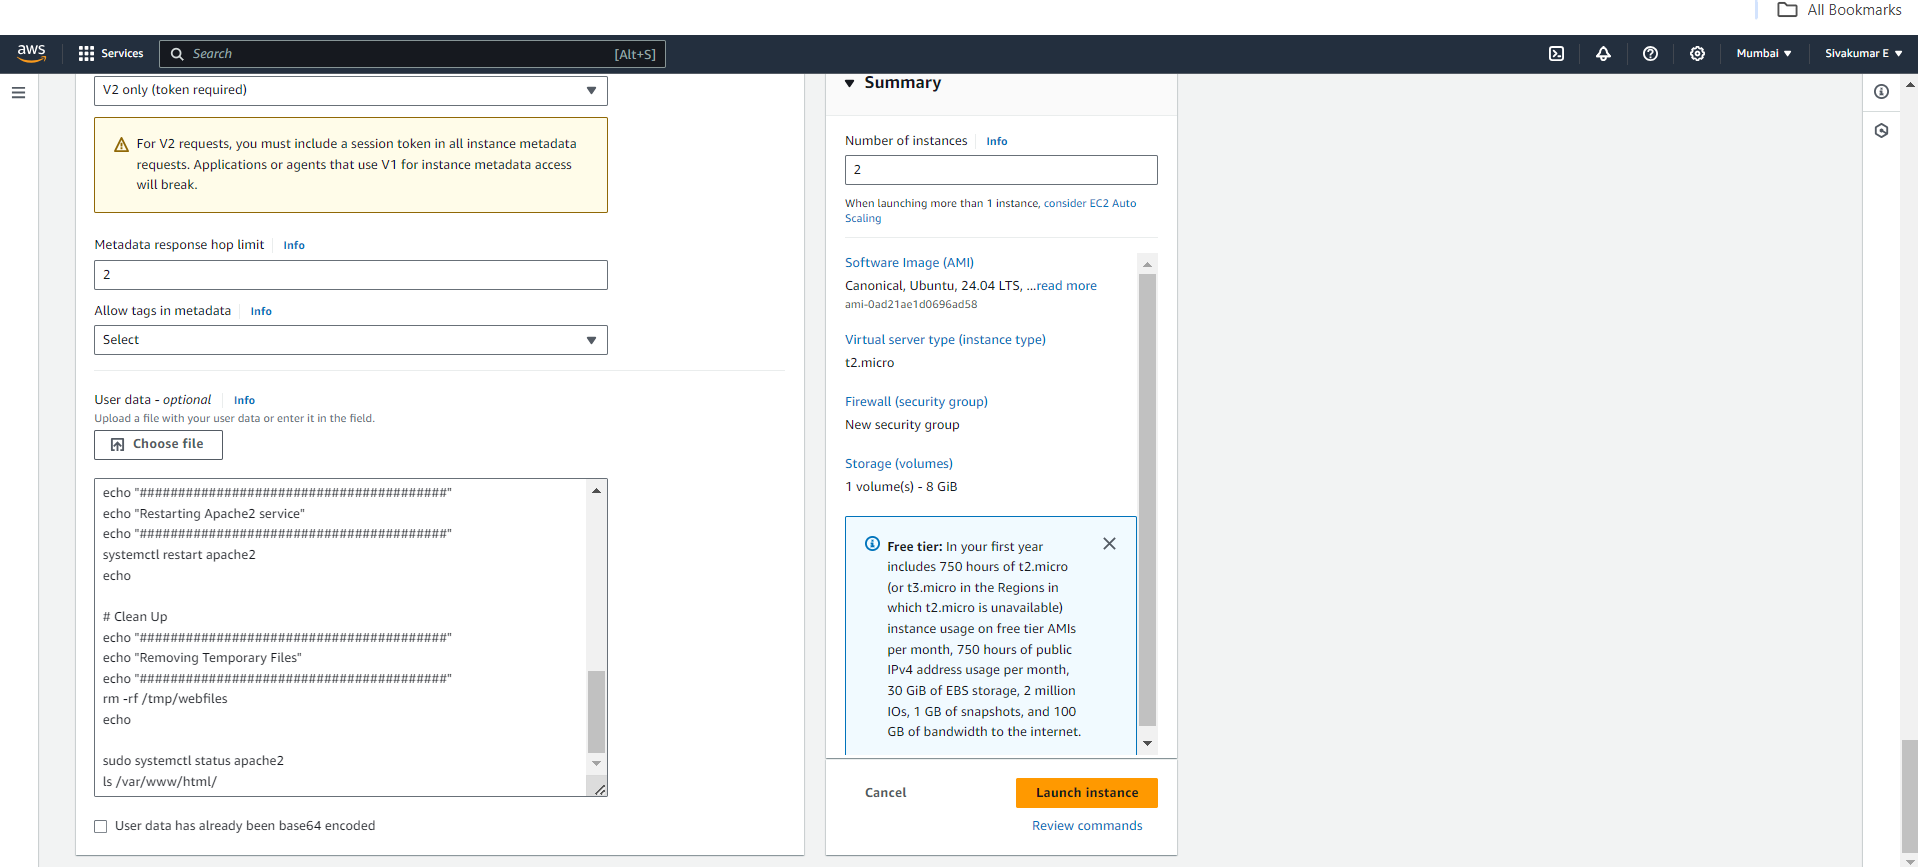 All Bookmarks
aws
Services
Search
[Alt+S]
Mumbai
Sivakumar E
V2 only (token required)
For V2 requests, you must include a session token in all instance metadata
requests. Applications or agents that use V1 for instance metadata access
will break.
Metadata response hop limit
Info
2
Allow tags in metadata
Info
Select
User data - optional
Info
Upload a file with your user data or enter it in the field.
Choose file
echo "########################################"
echo "Restarting Apache2 service"
echo "########################################"
systemctl restart apache2
echo
# Clean Up
echo "########################################"
echo "Removing Temporary Files"
echo "########################################"
rm -rf /tmp/webfiles
echo
sudo systemctl status apache2
ls /var/www/html/
User data has already been base64 encoded
Summary
Number of instances
Info
2
When launching more than 1 instance, consider EC2 Auto
Scaling
Software Image (AMI)
Canonical, Ubuntu, 24.04 LTS, ...read more
ami-0ad21ae1d0696ad58
Virtual server type (instance type)
t2.micro
Firewall (security group)
New security group
Storage (volumes)
1 volume(s) - 8 GiB
Free tier: In your first year
includes 750 hours of t2.micro
(or t3.micro in the Regions in
which t2.micro is unavailable)
instance usage on free tier AMIs
per month, 750 hours of public
IPv4 address usage per month,
30 GiB of EBS storage, 2 million
IOs, 1 GB of snapshots, and 100
GB of bandwidth to the internet.
Cancel
Launch instance
Review commands